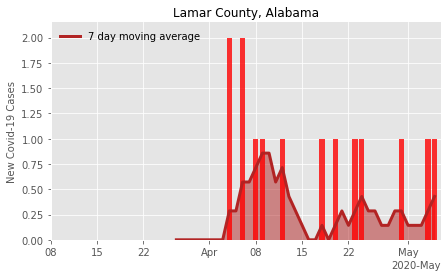 Lamar County, Alabama
7 day moving average
New Covid-19 Cases
2.00
1.75
1.50
1.25
1.00
0.75
0.50
0.25
0.00
08 15 22 Apr 08 15 22 May
2020-May